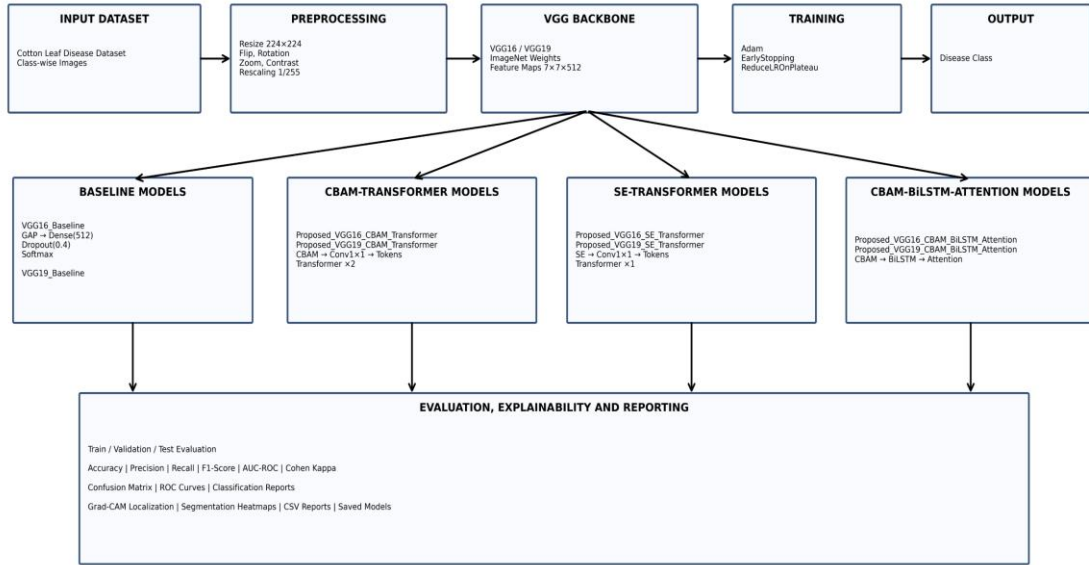 INPUT DATASET
Cotton Leaf Disease Dataset
Class-wise Images
PREPROCESSING
Resize 224×224
Flip, Rotation
Zoom, Contrast
Rescaling 1/255
VGG BACKBONE
VGG16 / VGG19
ImageNet Weights
Feature Maps 7×7×512
TRAINING
Adam
EarlyStopping
ReduceLROnPlateau
OUTPUT
Disease Class
BASELINE MODELS
VGG16_Baseline
GAP → Dense(512)
Dropout(0.4)
Softmax
VGG19_Baseline
CBAM-TRANSFORMER MODELS
Proposed_VGG16_CBAM_Transformer
Proposed_VGG19_CBAM_Transformer
CBAM → Conv1×1 → Tokens
Transformer ×2
SE-TRANSFORMER MODELS
Proposed_VGG16_SE_Transformer
Proposed_VGG19_SE_Transformer
SE → Conv1×1 → Tokens
Transformer ×1
CBAM-BiLSTM-ATTENTION MODELS
Proposed_VGG16_CBAM_BiLSTM_Attention
Proposed_VGG19_CBAM_BiLSTM_Attention
CBAM → BiLSTM → Attention
EVALUATION, EXPLAINABILITY AND REPORTING
Train / Validation / Test Evaluation
Accuracy | Precision | Recall | F1-Score | AUC-ROC | Cohen Kappa
Confusion Matrix | ROC Curves | Classification Reports
Grad-CAM Localization | Segmentation Heatmaps | CSV Reports | Saved Models